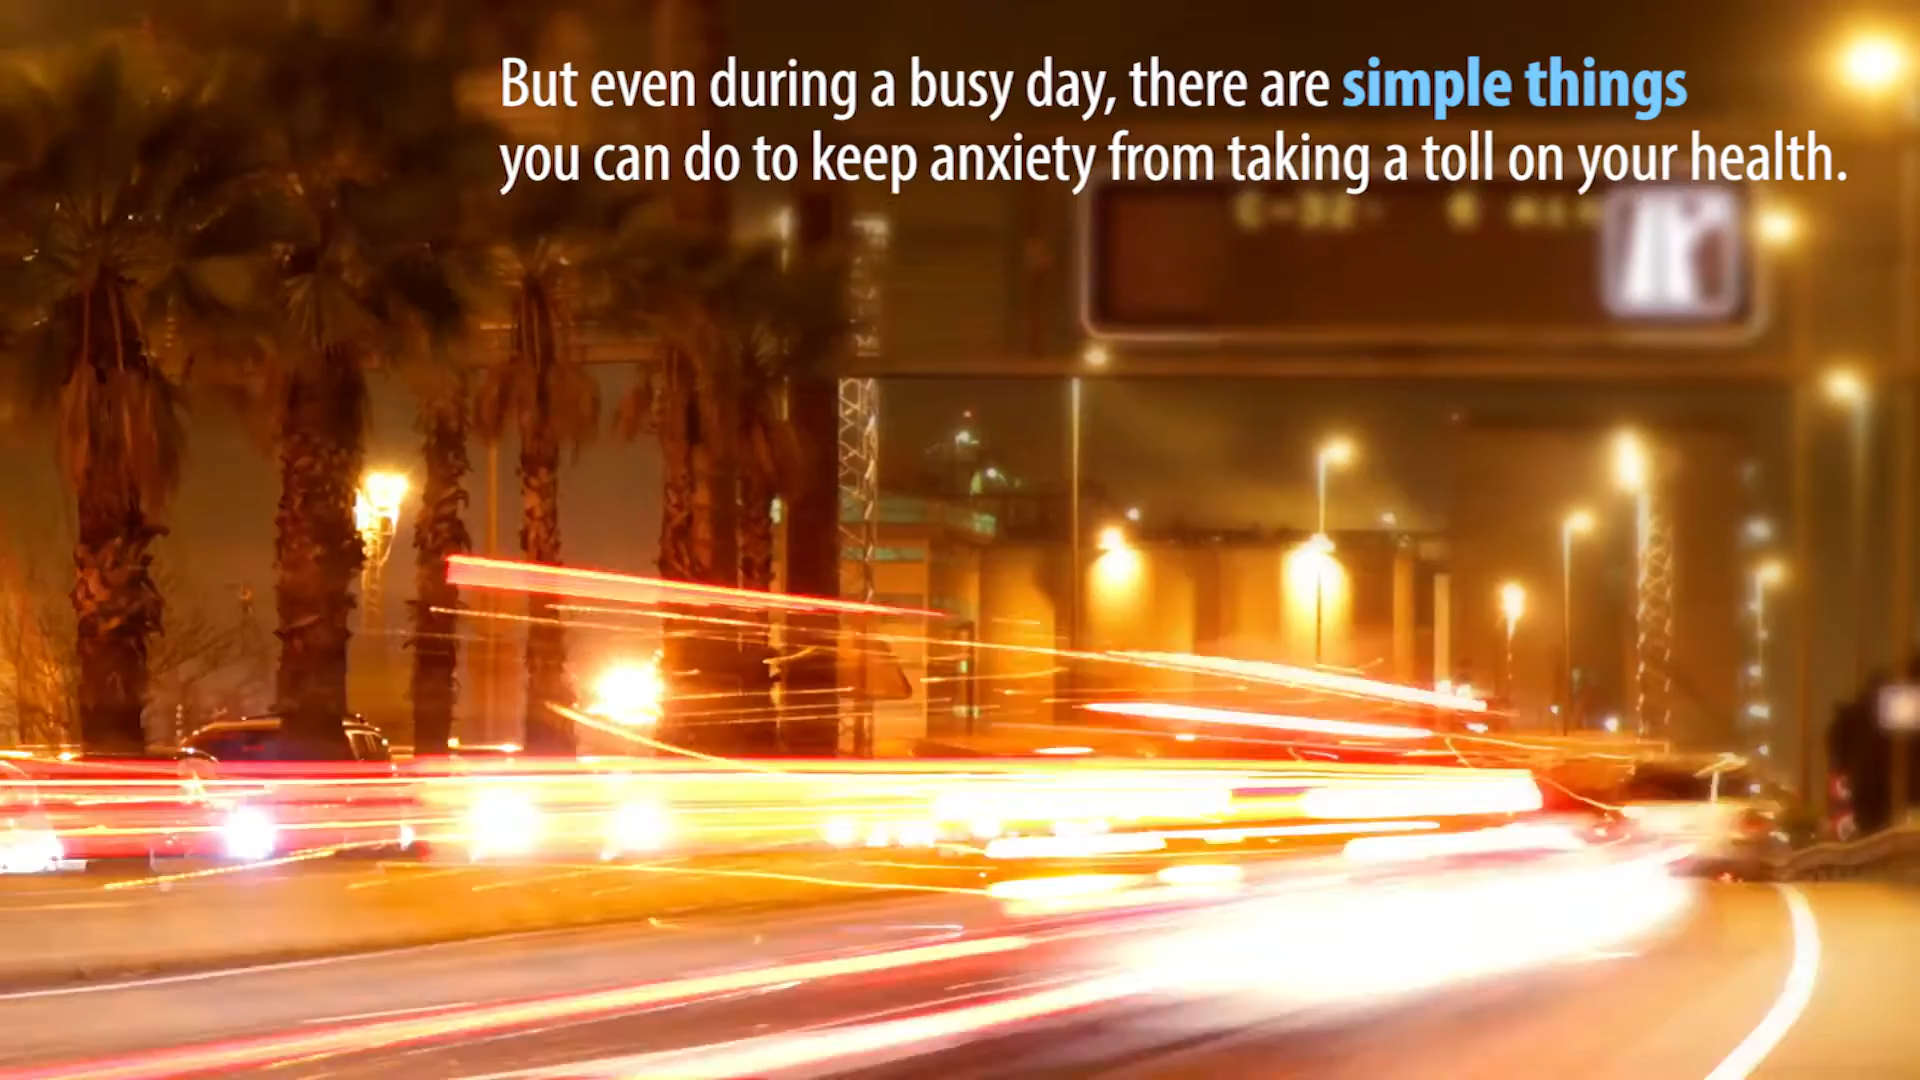 But even during a busy day, there are simple things
you can do to keep anxiety from taking a toll on your health.